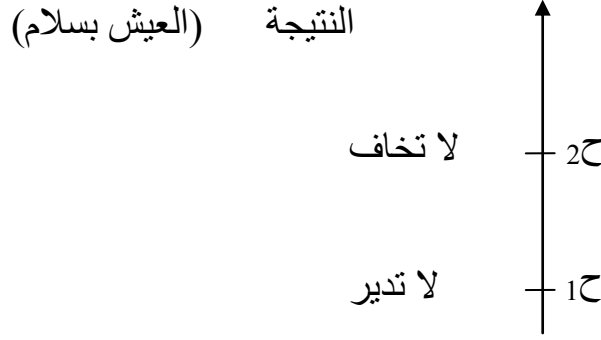 النتيجة (العيش بسلام)
ح2 لا تخاف
ح1 لا تدير